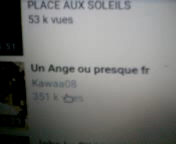 PLACE AUX SOLEILS
53 k vues
Un Ange ou presque fr
Kawaa08
351 k